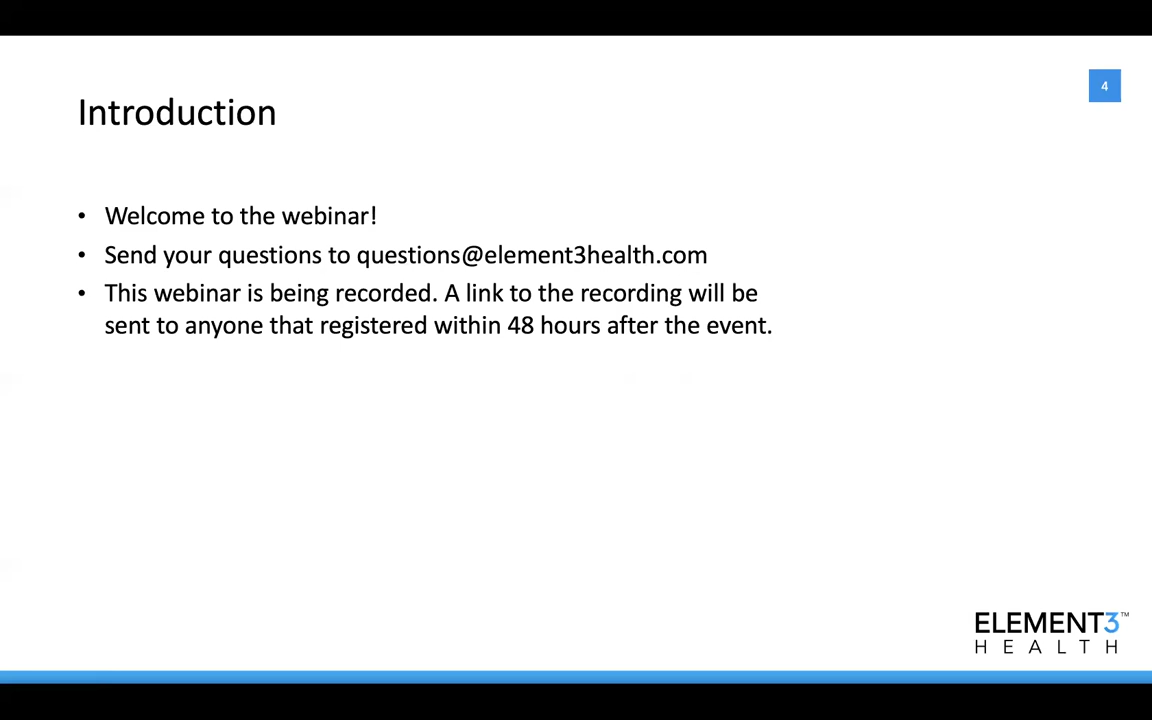 4
Introduction
• Welcome to the webinar!
• Send your questions to questions@element3health.com
• This webinar is being recorded. A link to the recording will be
sent to anyone that registered within 48 hours after the event.
ELEMENT3™
HEALTH